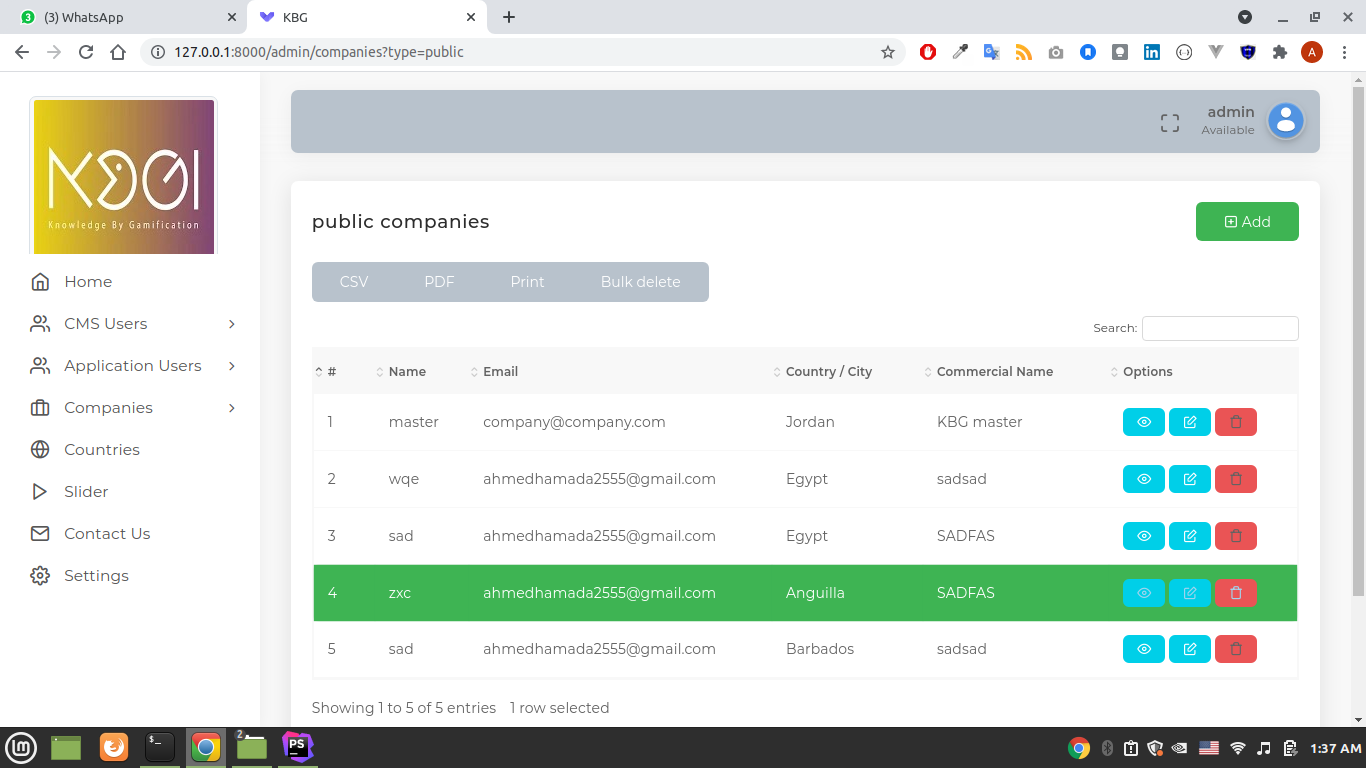 3 (3) WhatsApp
KBG
127.0.0.1:8000/admin/companies?type=public
A
Knowledge By Gamification
admin
Available
Home
CMS Users
Application Users
Companies
Countries
Slider
Contact Us
Settings
public companies
Add
CSV PDF Print Bulk delete
Search:
# Name Email Country / City Commercial Name Options
1 master company@company.com Jordan KBG master
2 wqe ahmedhamada2555@gmail.com Egypt sadsad
3 sad ahmedhamada2555@gmail.com Egypt SADFAS
4 zxc ahmedhamada2555@gmail.com Anguilla SADFAS
5 sad ahmedhamada2555@gmail.com Barbados sadsad
Showing 1 to 5 of 5 entries 1 row selected
2
PS
1:37 AM